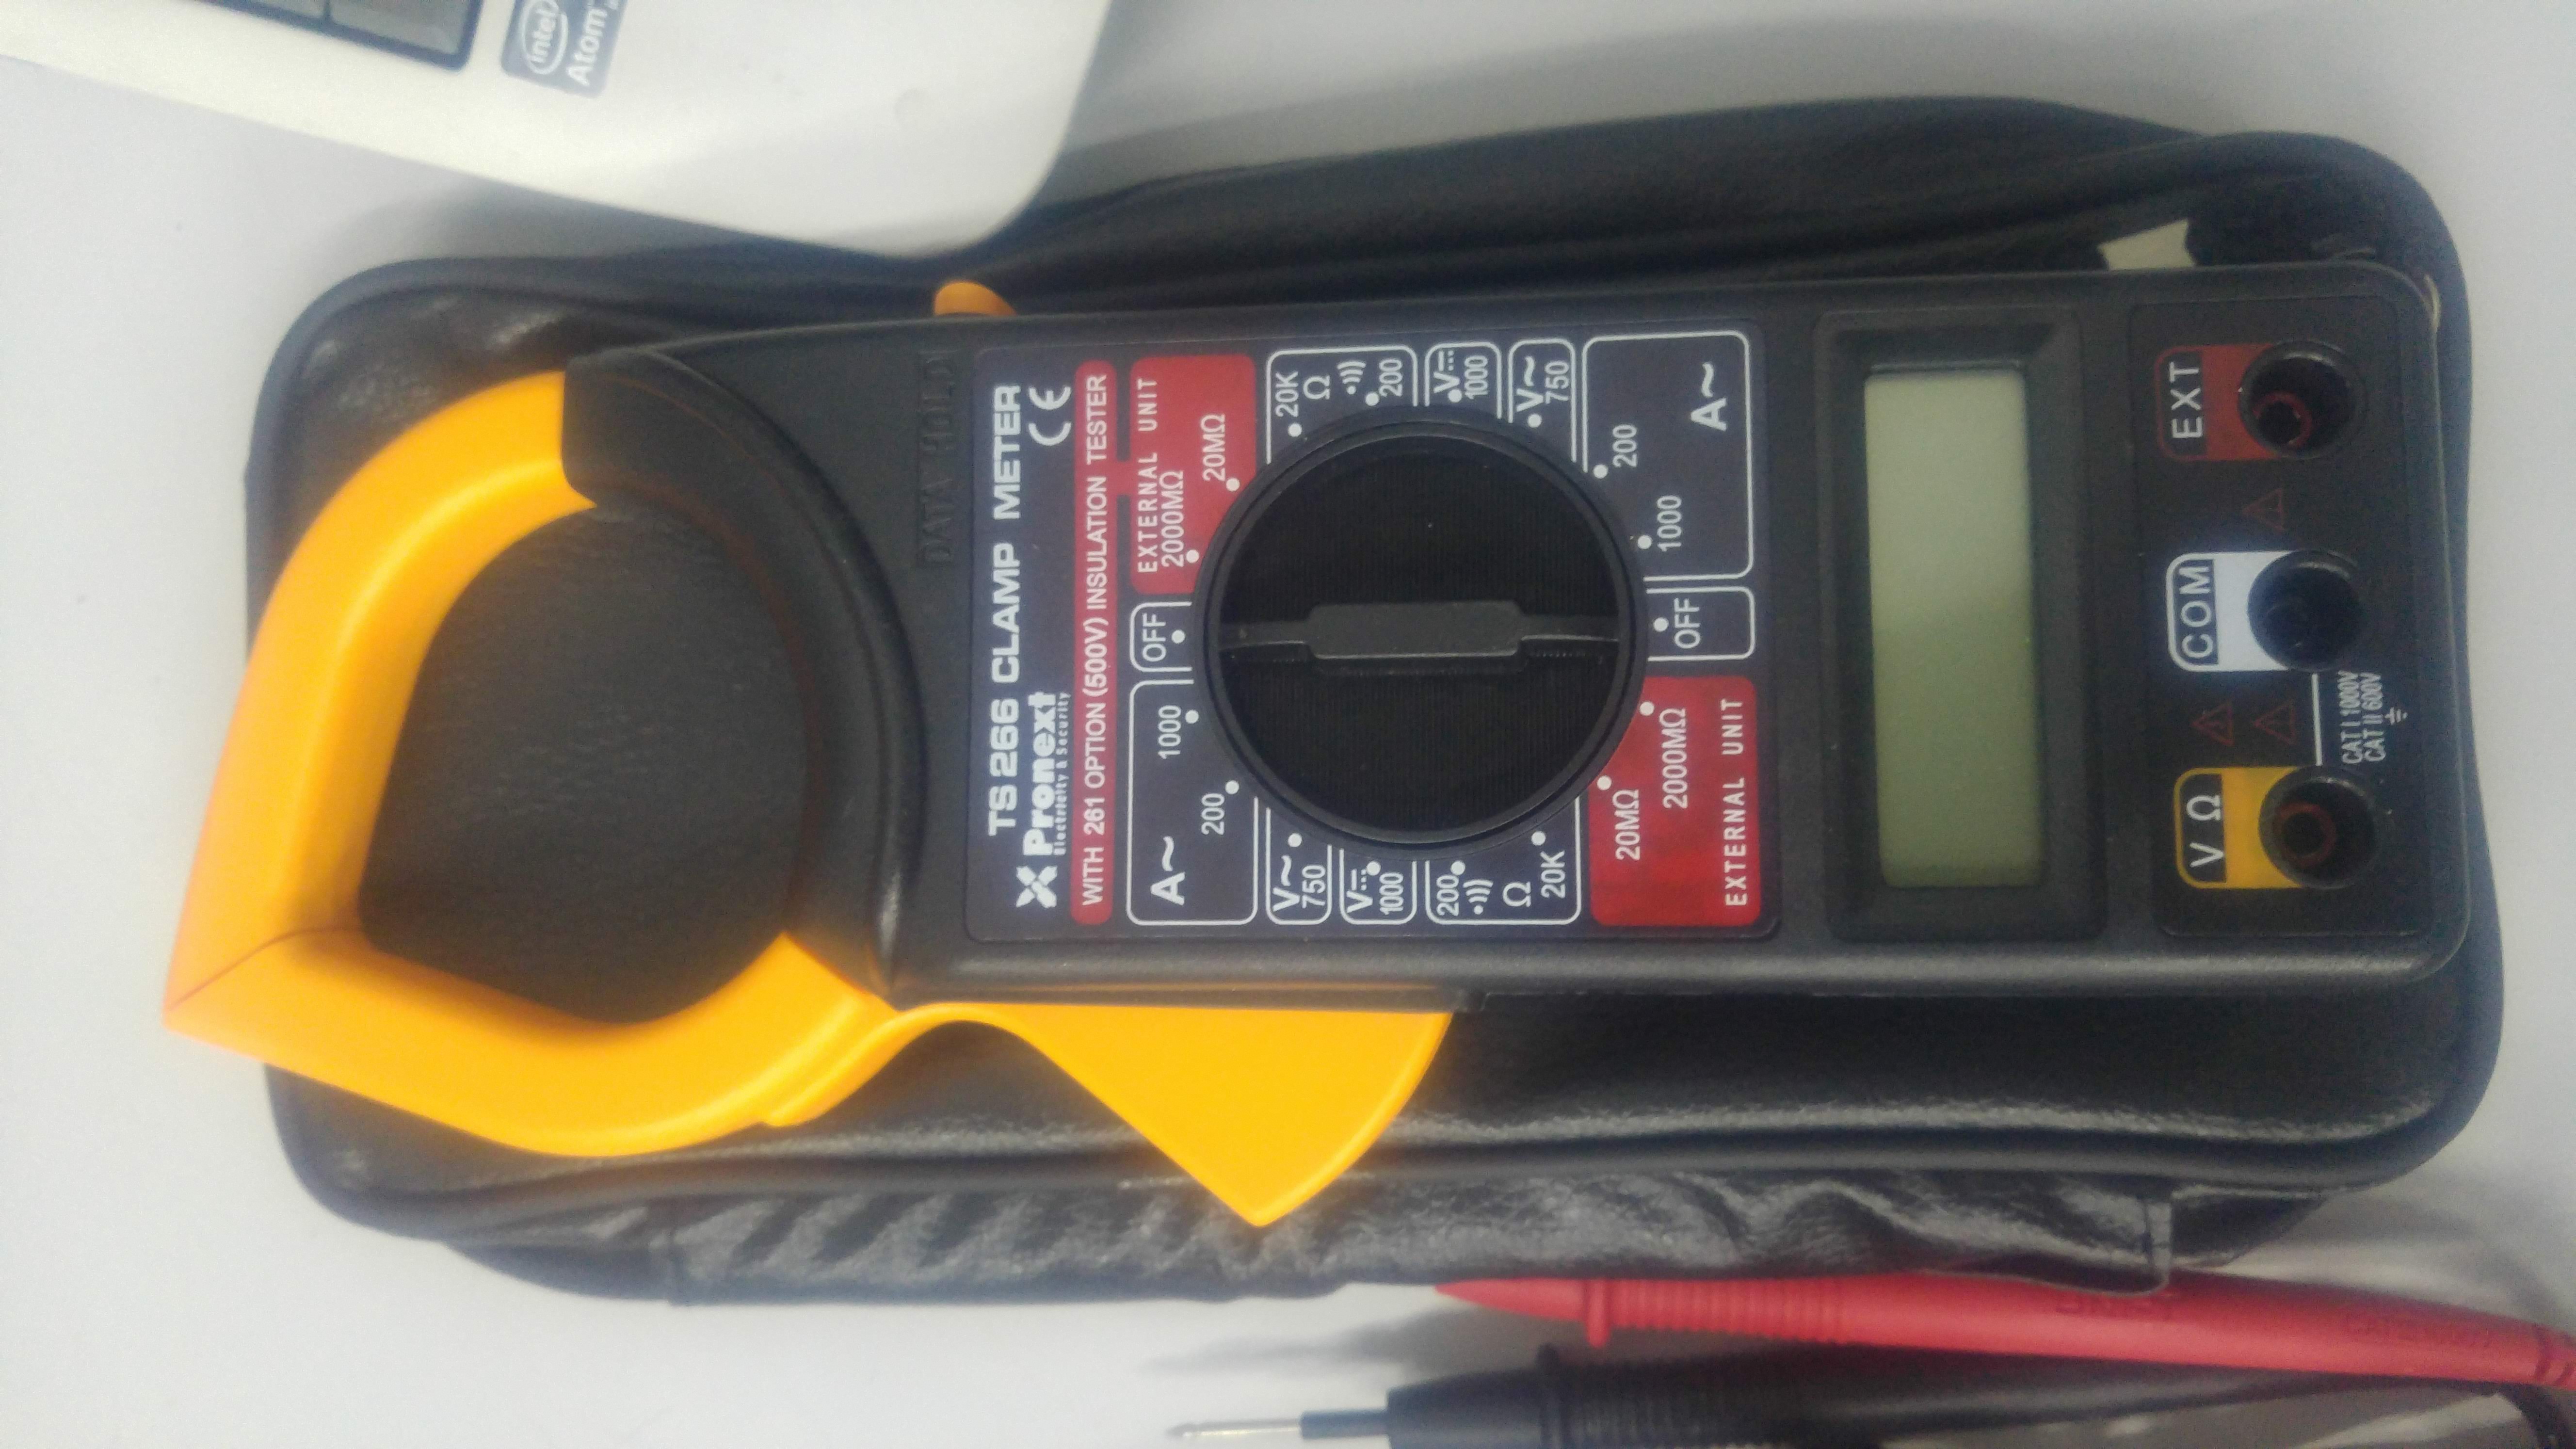 intel
Atom
DATA HOLD
TS 266 CLAMP METER
Pronext
Electricity & Security
CE
WITH 261 OPTION (500V) INSULATION TESTER
A~ 1000
200
OFF
EXTERNAL UNIT
2000MΩ
20MΩ
V~
750
20K
Ω
V⎓
1000
•)))
200
200
•)))
Ω
20K
V⎓
1000
V~
750
20MΩ
2000MΩ
EXTERNAL UNIT
OFF
200
1000
A~
V Ω
COM
EXT
CAT I 1000V
CAT II 600V